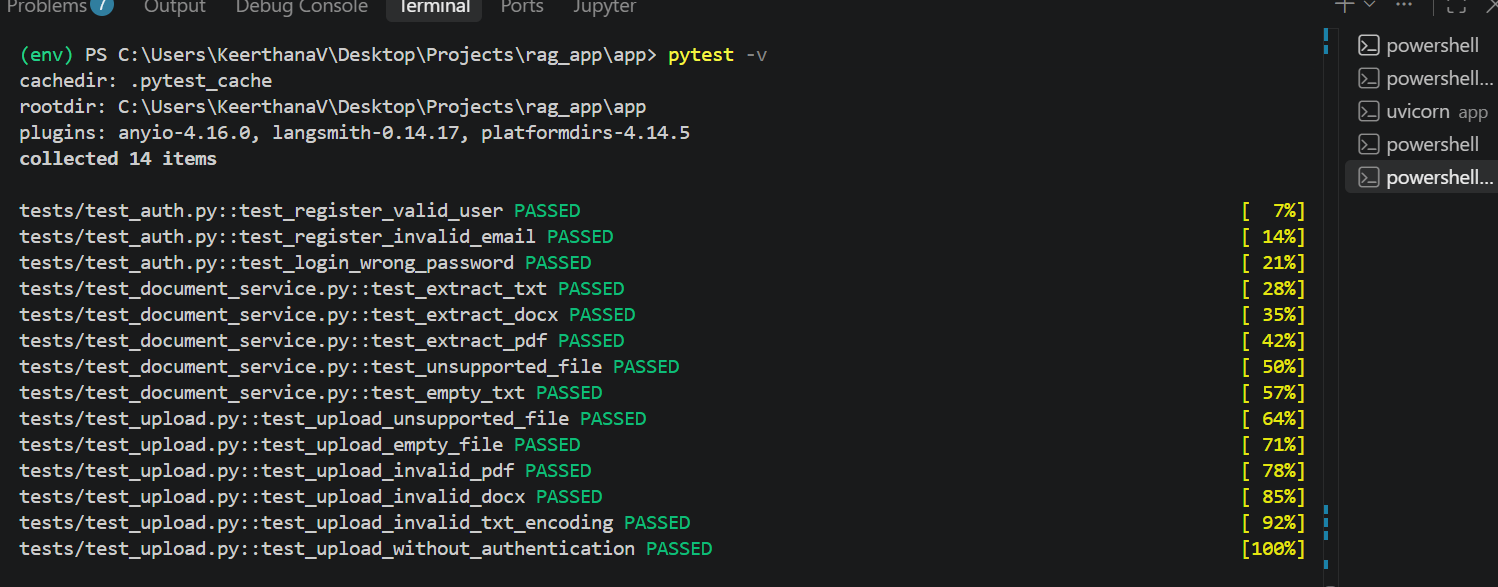 Problems 7 Output Debug Console Terminal Ports Jupyter
(env) PS C:\Users\KeerthanaV\Desktop\Projects\rag_app\app> pytest -v
cachedir: .pytest_cache
rootdir: C:\Users\KeerthanaV\Desktop\Projects\rag_app\app
plugins: anyio-4.16.0, langsmith-0.14.17, platformdirs-4.14.5
collected 14 items
tests/test_auth.py::test_register_valid_user PASSED [  7%]
tests/test_auth.py::test_register_invalid_email PASSED [ 14%]
tests/test_auth.py::test_login_wrong_password PASSED [ 21%]
tests/test_document_service.py::test_extract_txt PASSED [ 28%]
tests/test_document_service.py::test_extract_docx PASSED [ 35%]
tests/test_document_service.py::test_extract_pdf PASSED [ 42%]
tests/test_document_service.py::test_unsupported_file PASSED [ 50%]
tests/test_document_service.py::test_empty_txt PASSED [ 57%]
tests/test_upload.py::test_upload_unsupported_file PASSED [ 64%]
tests/test_upload.py::test_upload_empty_file PASSED [ 71%]
tests/test_upload.py::test_upload_invalid_pdf PASSED [ 78%]
tests/test_upload.py::test_upload_invalid_docx PASSED [ 85%]
tests/test_upload.py::test_upload_invalid_txt_encoding PASSED [ 92%]
tests/test_upload.py::test_upload_without_authentication PASSED [100%]
powershell
powershell...
uvicorn app
powershell
powershell...